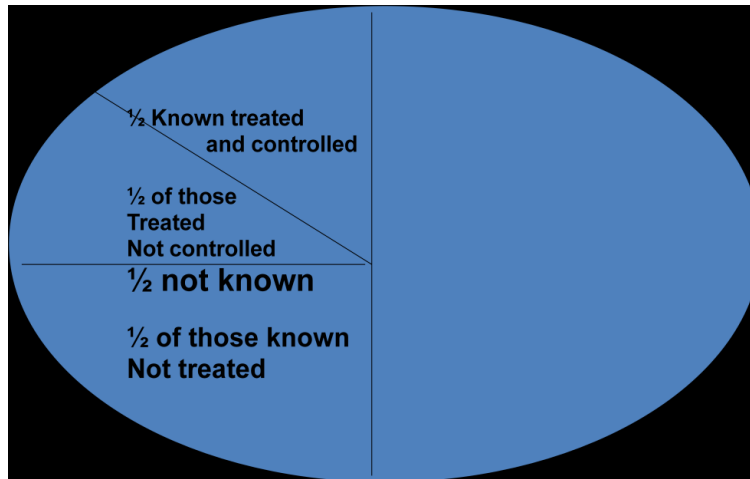 ½ Known treated
and controlled
½ of those
Treated
Not controlled
½ not known
½ of those known
Not treated